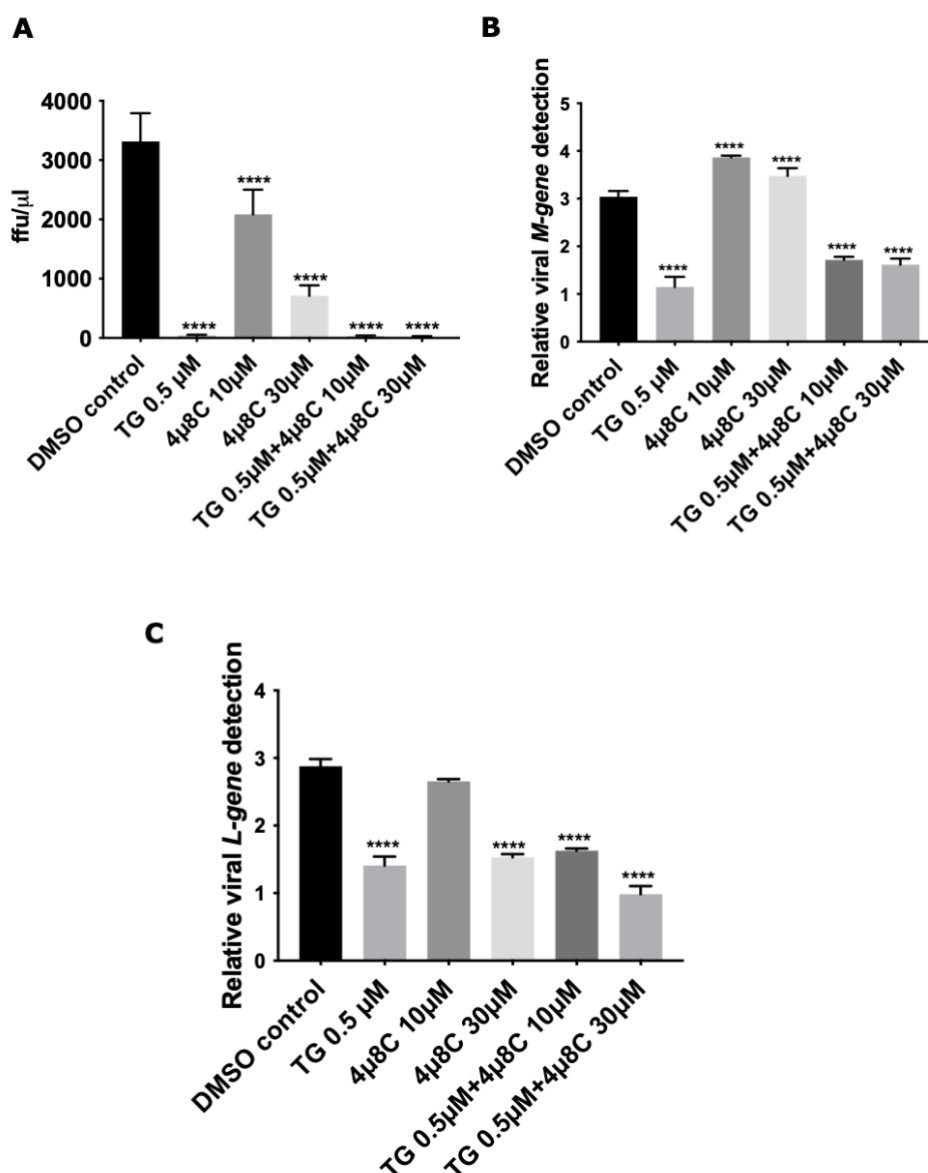 A
4000
3000
2000
1000
0
ffu/µl
****
****
****
****
****
DMSO control
TG 0.5 µM
4µ8C 10µM
4µ8C 30µM
TG 0.5µM+4µ8C 10µM
TG 0.5µM+4µ8C 30µM
B
5
4
3
2
1
0
Relative viral M-gene detection
****
****
****
****
****
DMSO control
TG 0.5 µM
4µ8C 10µM
4µ8C 30µM
TG 0.5µM+4µ8C 10µM
TG 0.5µM+4µ8C 30µM
C
4
3
2
1
0
Relative viral L-gene detection
****
****
****
****
DMSO control
TG 0.5 µM
4µ8C 10µM
4µ8C 30µM
TG 0.5µM+4µ8C 10µM
TG 0.5µM+4µ8C 30µM